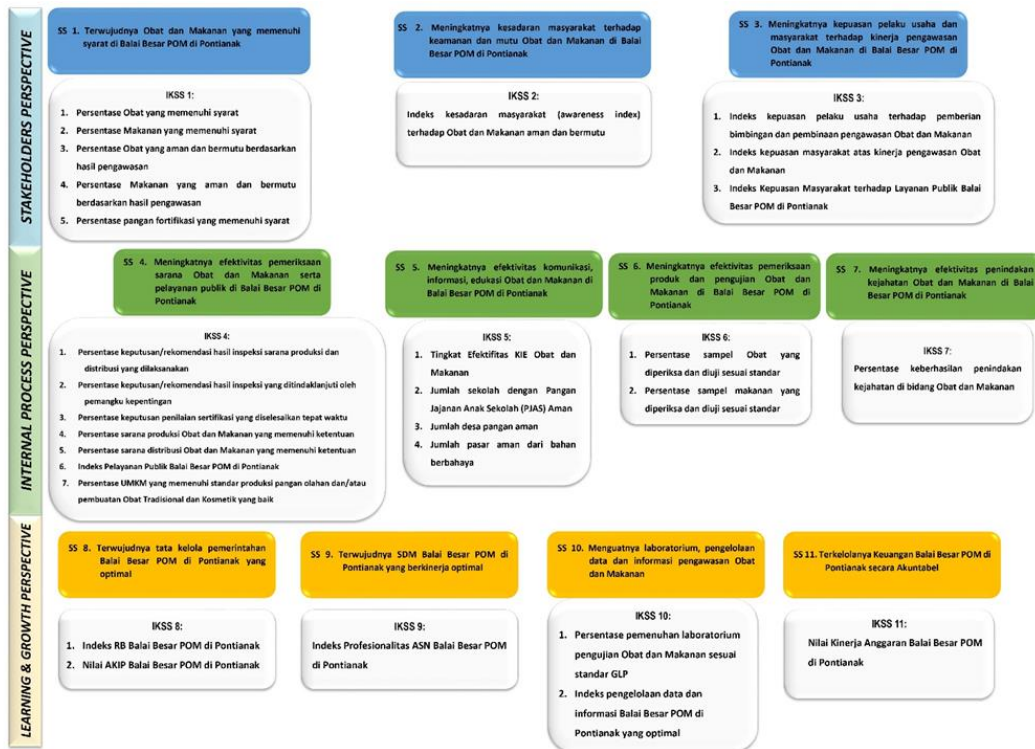 STAKEHOLDERS PERSPECTIVE
SS 1. Terwujudnya Obat dan Makanan yang memenuhi
syarat di Balai Besar POM di Pontianak
SS 2. Meningkatnya kesadaran masyarakat terhadap
keamanan dan mutu Obat dan Makanan di Balai
Besar POM di Pontianak
SS 3. Meningkatnya kepuasan pelaku usaha dan
masyarakat terhadap kinerja pengawasan
Obat dan Makanan di Balai Besar POM di
Pontianak
IKSS 1:
1. Persentase Obat yang memenuhi syarat
2. Persentase Makanan yang memenuhi syarat
3. Persentase Obat yang aman dan bermutu berdasarkan
hasil pengawasan
4. Persentase Makanan yang aman dan bermutu
berdasarkan hasil pengawasan
5. Persentase pangan fortifikasi yang memenuhi syarat
IKSS 2:
Indeks kesadaran masyarakat (awareness index)
terhadap Obat dan Makanan aman dan bermutu
IKSS 3:
1. Indeks kepuasan pelaku usaha terhadap pemberian
bimbingan dan pembinaan pengawasan Obat dan Makanan
2. Indeks kepuasan masyarakat atas kinerja pengawasan Obat
dan Makanan
3. Indeks Kepuasan Masyarakat terhadap Layanan Publik Balai
Besar POM di Pontianak
INTERNAL PROCESS PERSPECTIVE
SS 4. Meningkatnya efektivitas pemeriksaan
sarana Obat dan Makanan serta
pelayanan publik di Balai Besar POM di
Pontianak
SS 5. Meningkatnya efektivitas komunikasi,
informasi, edukasi Obat dan Makanan di
Balai Besar POM di Pontianak
SS 6. Meningkatnya efektivitas pemeriksaan
produk dan pengujian Obat dan
Makanan di Balai Besar POM di
Pontianak
SS 7. Meningkatnya efektivitas penindakan
kejahatan Obat dan Makanan di Balai
Besar POM di Pontianak
IKSS 4:
1. Persentase keputusan/rekomendasi hasil inspeksi sarana produksi dan
distribusi yang dilaksanakan
2. Persentase keputusan/rekomendasi hasil inspeksi yang ditindaklanjuti oleh
pemangku kepentingan
3. Persentase keputusan penilaian sertifikasi yang diselesaikan tepat waktu
4. Persentase sarana produksi Obat dan Makanan yang memenuhi ketentuan
5. Persentase sarana distribusi Obat dan Makanan yang memenuhi ketentuan
6. Indeks Pelayanan Publik Balai Besar POM di Pontianak
7. Persentase UMKM yang memenuhi standar produksi pangan olahan dan/atau
pembuatan Obat Tradisional dan Kosmetik yang baik
IKSS 5:
1. Tingkat Efektifitas KIE Obat dan
Makanan
2. Jumlah sekolah dengan Pangan
Jajanan Anak Sekolah (PJAS) Aman
3. Jumlah desa pangan aman
4. Jumlah pasar aman dari bahan
berbahaya
IKSS 6:
1. Persentase sampel Obat yang
diperiksa dan diuji sesuai standar
2. Persentase sampel makanan yang
diperiksa dan diuji sesuai standar
IKSS 7:
Persentase keberhasilan penindakan
kejahatan di bidang Obat dan Makanan
LEARNING & GROWTH PERSPECTIVE
SS 8. Terwujudnya tata kelola pemerintahan
Balai Besar POM di Pontianak yang
optimal
SS 9. Terwujudnya SDM Balai Besar POM di
Pontianak yang berkinerja optimal
SS 10. Menguatnya laboratorium, pengelolaan
data dan informasi pengawasan Obat
dan Makanan
SS 11. Terkelolanya Keuangan Balai Besar POM di
Pontianak secara Akuntabel
IKSS 8:
1. Indeks RB Balai Besar POM di Pontianak
2. Nilai AKIP Balai Besar POM di Pontianak
IKSS 9:
Indeks Profesionalitas ASN Balai Besar POM
di Pontianak
IKSS 10:
1. Persentase pemenuhan laboratorium
pengujian Obat dan Makanan sesuai
standar GLP
2. Indeks pengelolaan data dan
informasi Balai Besar POM di
Pontianak yang optimal
IKSS 11:
Nilai Kinerja Anggaran Balai Besar POM
di Pontianak